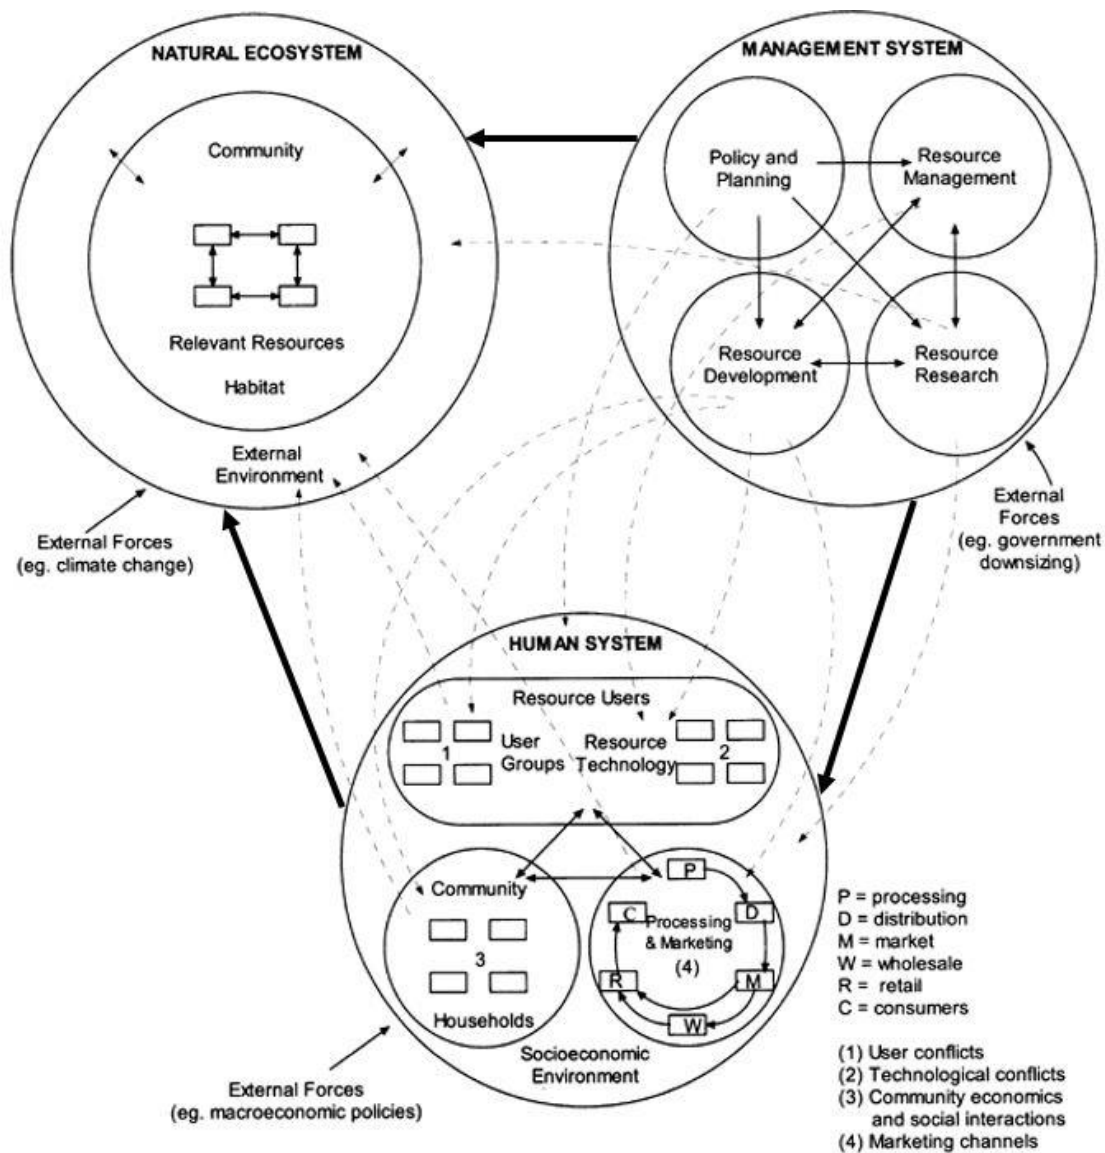 NATURAL ECOSYSTEM
Community
Relevant Resources
Habitat
External
Environment
External Forces
(eg. climate change)
MANAGEMENT SYSTEM
Policy and
Planning
Resource
Management
Resource
Development
Resource
Research
External
Forces
(eg. government
downsizing)
HUMAN SYSTEM
Resource Users
1
User
Groups
Resource
Technology
2
Community
3
Households
P
D
M
W
R
C
Processing
& Marketing
(4)
Socioeconomic
Environment
External Forces
(eg. macroeconomic policies)
P = processing
D = distribution
M = market
W = wholesale
R = retail
C = consumers
(1) User conflicts
(2) Technological conflicts
(3) Community economics
and social interactions
(4) Marketing channels